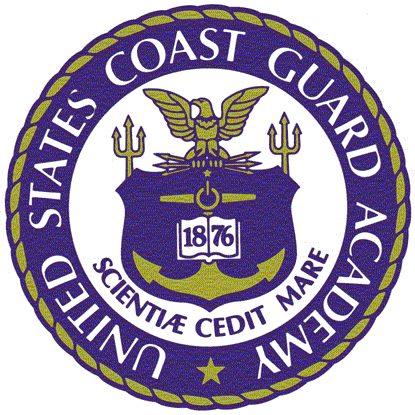 UNITED STATES COAST GUARD ACADEMY
1876
SCIENTIÆ CEDIT MARE